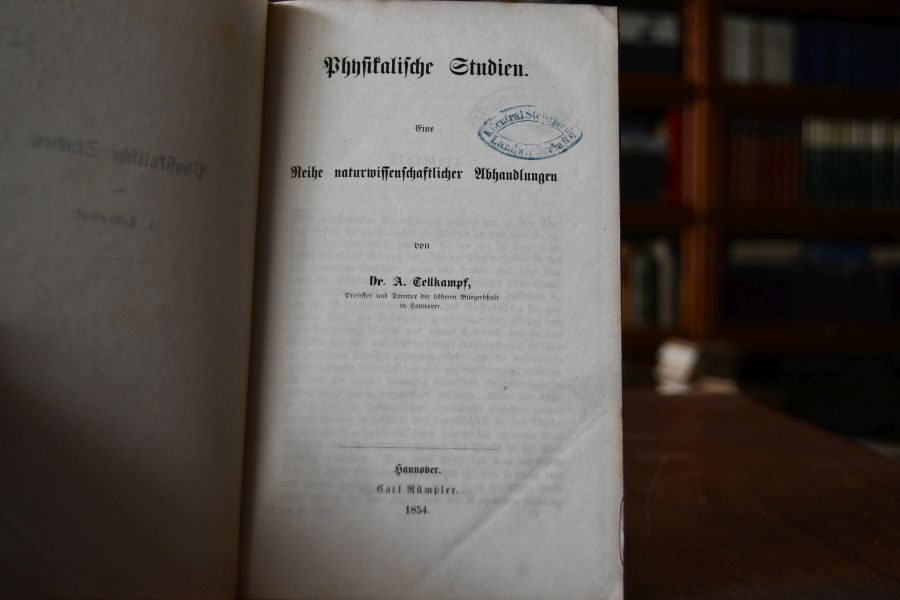 Physikalische Studien.
Eine
Reihe naturwissenschaftlicher Abhandlungen
von
Dr. A. Tellkampf,
Professor und Director der höheren Bürgerschule
in Hannover.
Hannover.
Carl Rümpler.
1854.